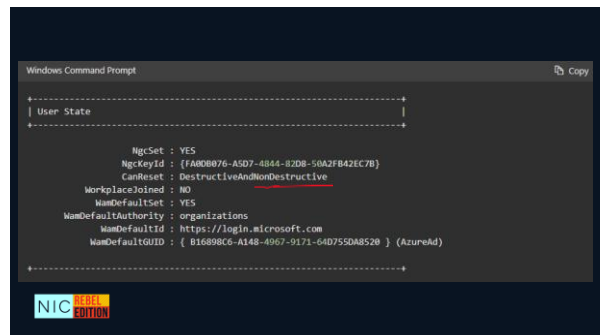 Windows Command Prompt
Copy
+----------------------------------------------------------------------+
| User State |
+----------------------------------------------------------------------+
NgcSet : YES
NgcKeyId : {FA0DB076-A5D7-4844-82D8-50A2FB42EC7B}
CanReset : DestructiveAndNonDestructive
WorkplaceJoined : NO
WamDefaultSet : YES
WamDefaultAuthority : organizations
WamDefaultId : https://login.microsoft.com
WamDefaultGUID : { B16898C6-A148-4967-9171-64D755DA8520 } (AzureAd)
+----------------------------------------------------------------------+
NIC REBEL
EDITION